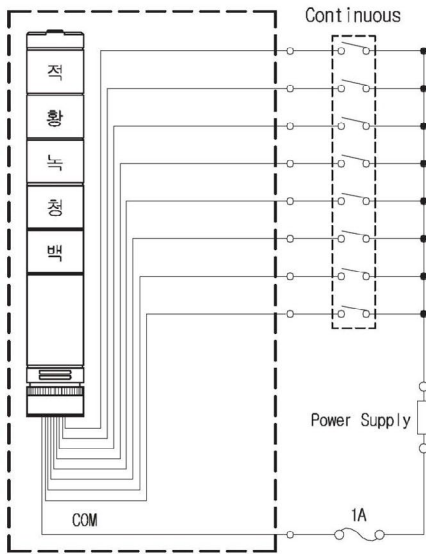 Continuous
적
황
녹
청
백
Power Supply
COM
1A